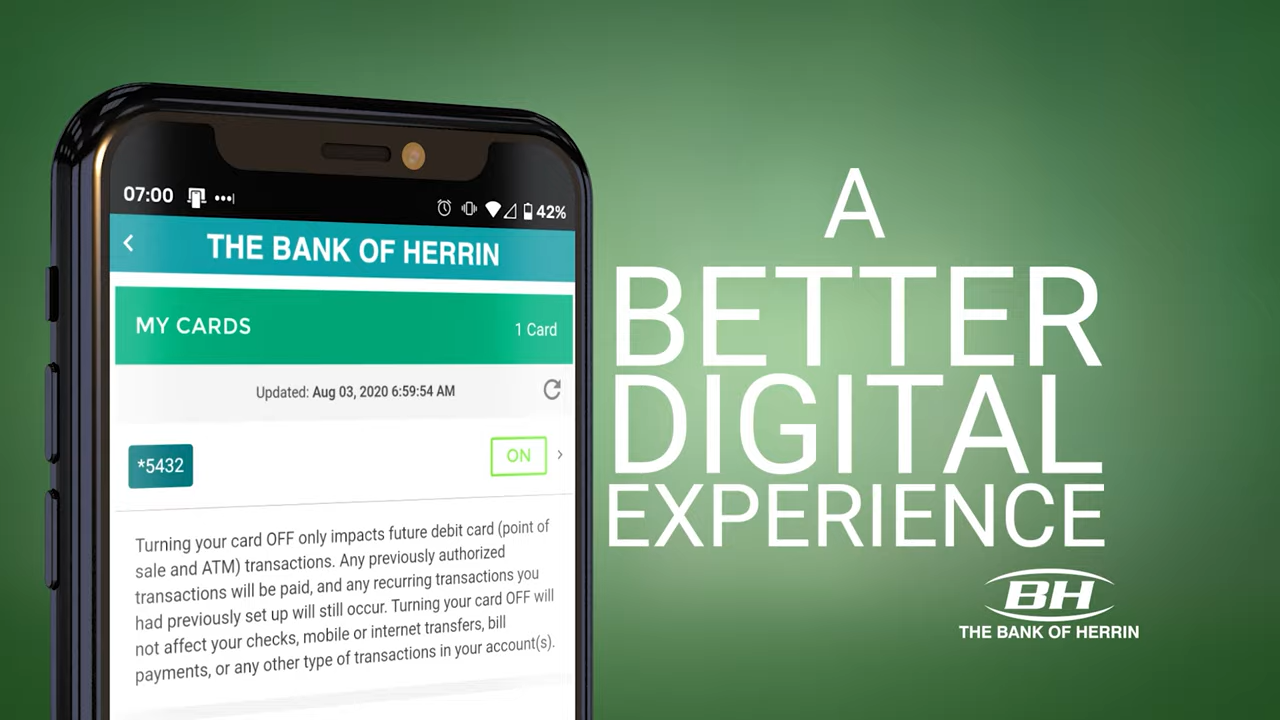 07:00
42%
THE BANK OF HERRIN
MY CARDS
1 Card
Updated: Aug 03, 2020 6:59:54 AM
*5432
ON
Turning your card OFF only impacts future debit card (point of
sale and ATM) transactions. Any previously authorized
transactions will be paid, and any recurring transactions you
had previously set up will still occur. Turning your card OFF will
not affect your checks, mobile or internet transfers, bill
payments, or any other type of transactions in your account(s).
A
BETTER
DIGITAL
EXPERIENCE
BH
THE BANK OF HERRIN